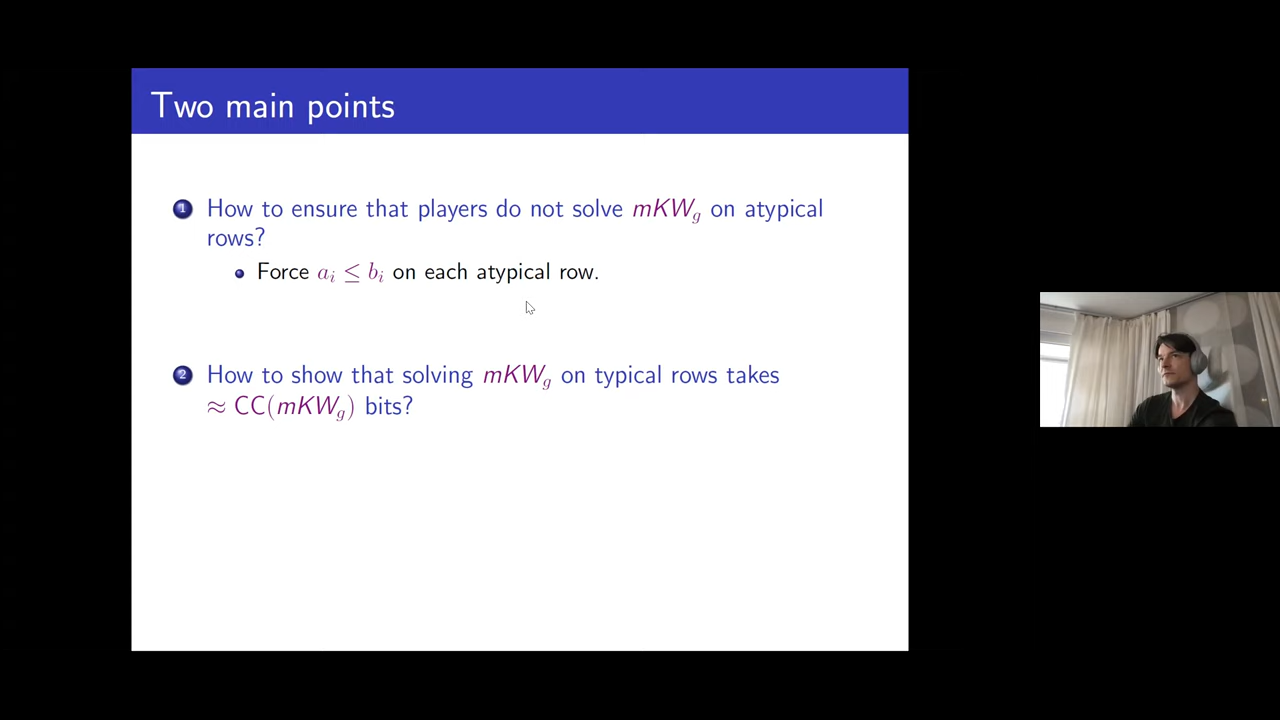 Two main points
1 How to ensure that players do not solve mKW_g on atypical
rows?
Force a_i ≤ b_i on each atypical row.
2 How to show that solving mKW_g on typical rows takes
≈ CC(mKW_g) bits?